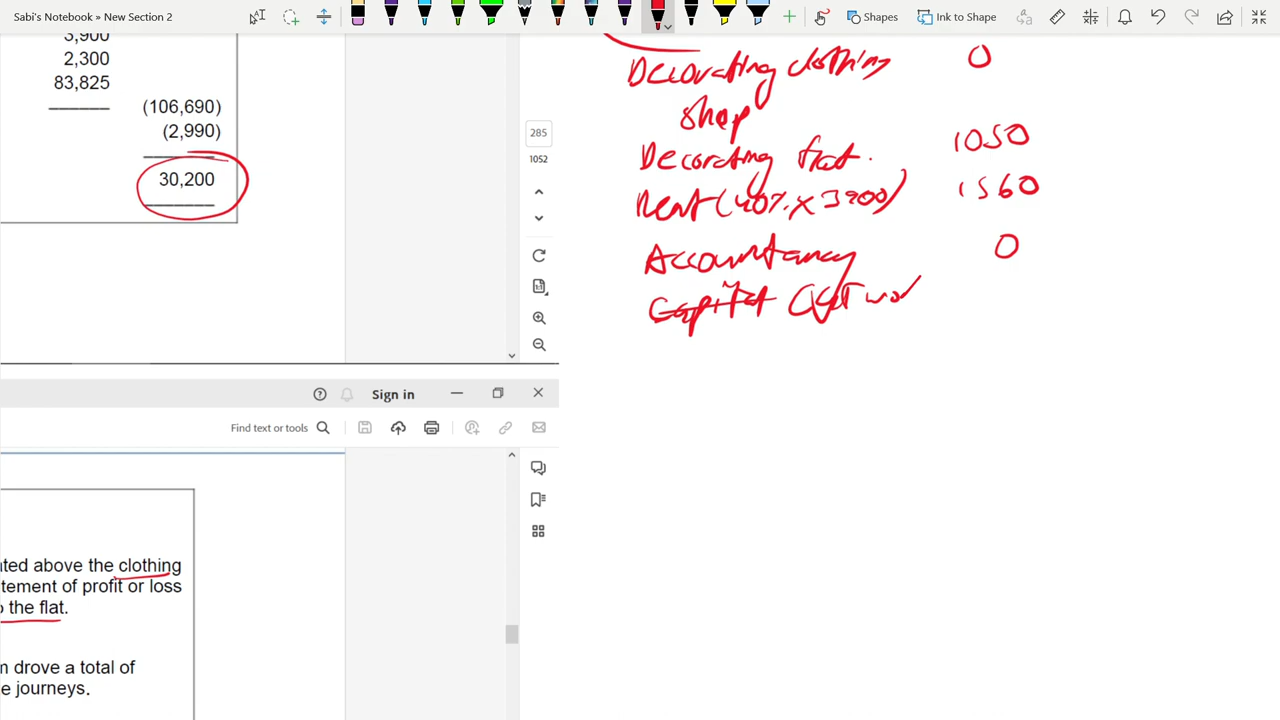 Sabi's Notebook » New Section 2
Shapes
Ink to Shape
3,900
2,300
83,825
(106,690)
(2,990)
30,200
285
1052
Decorating clothing 0
shop
Decorating flat. 1050
Rent (40% x 3900) 1560
Accountancy 0
Capital
Sign in
Find text or tools
ted above the clothing
tement of profit or loss
o the flat.
m drove a total of
e journeys.